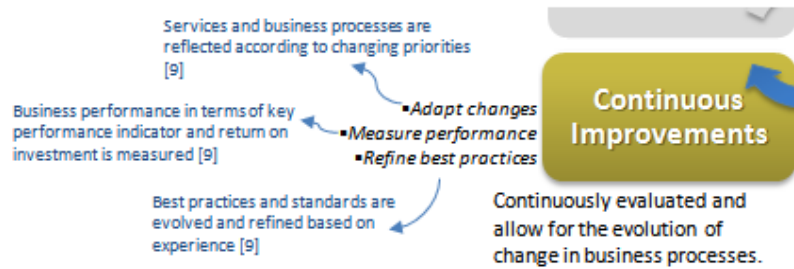 Services and business processes are
reflected according to changing priorities
[9]
Business performance in terms of key
performance indicator and return on
investment is measured [9]
▪Adapt changes
▪Measure performance
▪Refine best practices
Best practices and standards are
evolved and refined based on
experience [9]
Continuous
Improvements
Continuously evaluated and
allow for the evolution of
change in business processes.